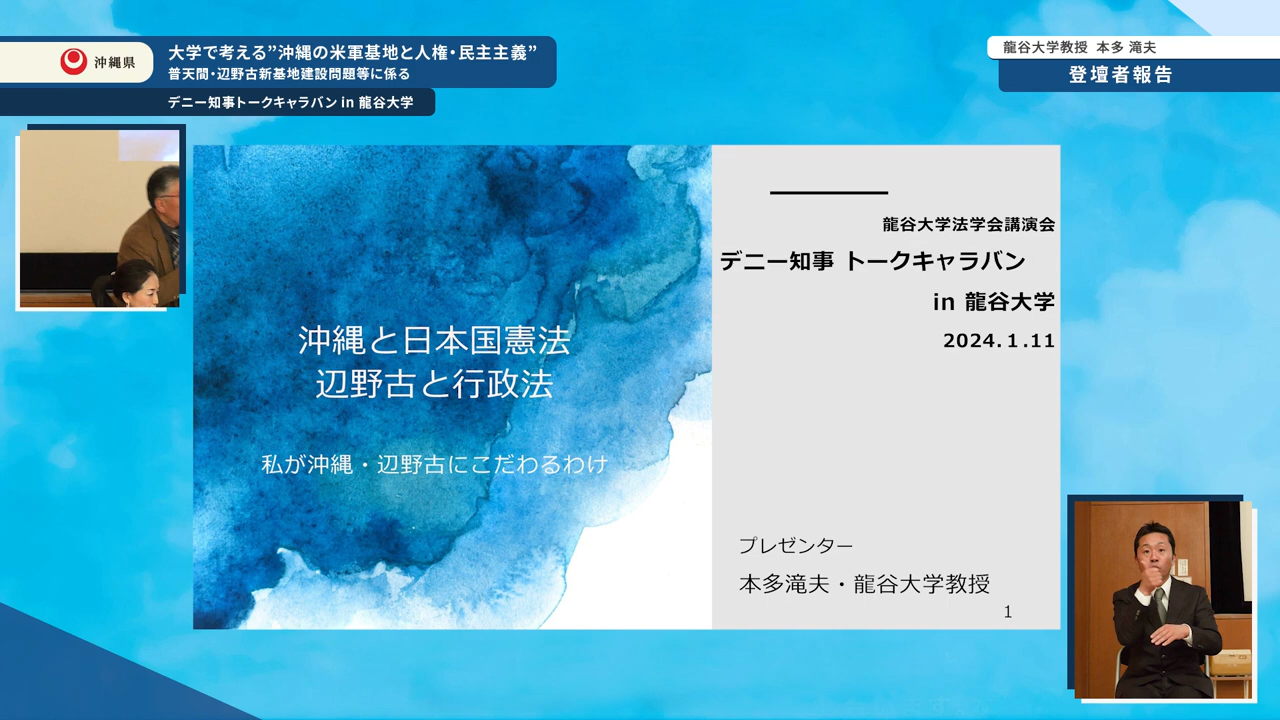 沖縄県
大学で考える”沖縄の米軍基地と人権・民主主義”
普天間・辺野古新基地建設問題等に係る
デニー知事トークキャラバン in 龍谷大学
龍谷大学教授 本多 滝夫
登壇者報告
沖縄と日本国憲法
辺野古と行政法
私が沖縄・辺野古にこだわるわけ
龍谷大学法学会講演会
デニー知事 トークキャラバン
in 龍谷大学
2024.１.11
プレゼンター
本多滝夫・龍谷大学教授
1